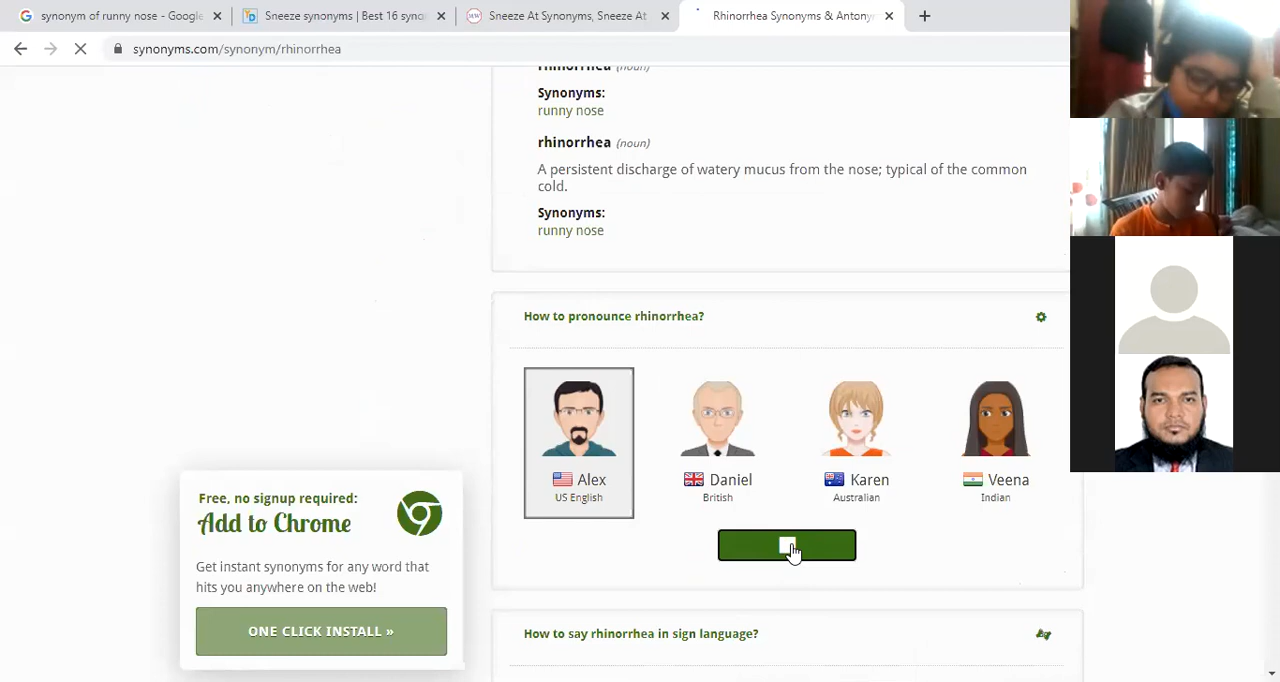 synonym of runny nose - Google
Sneeze synonyms | Best 16 syno
Sneeze At Synonyms, Sneeze At
Rhinorrhea Synonyms & Antony
synonyms.com/synonym/rhinorrhea
rhinorrhea (noun)
Synonyms:
runny nose
rhinorrhea (noun)
A persistent discharge of watery mucus from the nose; typical of the common
cold.
Synonyms:
runny nose
How to pronounce rhinorrhea?
Alex
US English
Daniel
British
Karen
Australian
Veena
Indian
Free, no signup required:
Add to Chrome
Get instant synonyms for any word that
hits you anywhere on the web!
ONE CLICK INSTALL »
How to say rhinorrhea in sign language?